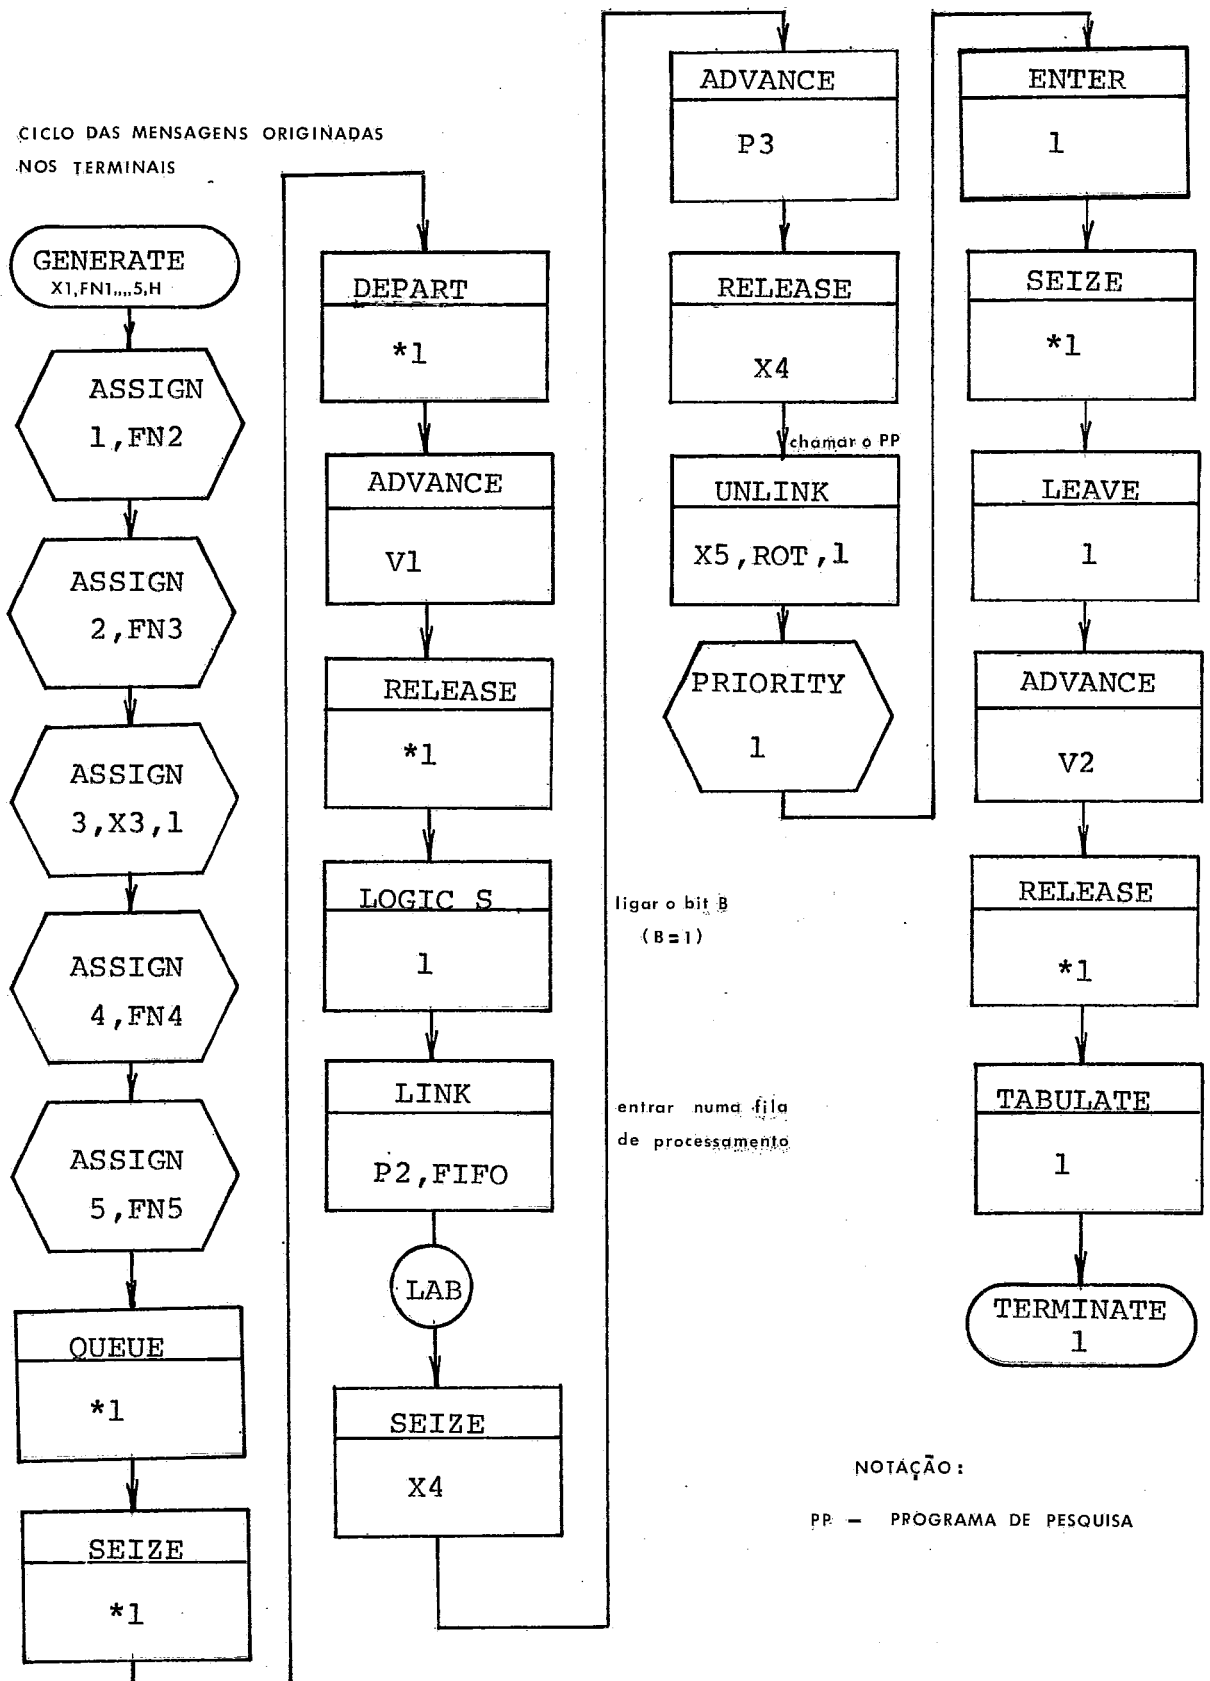 CICLO DAS MENSAGENS ORIGINADAS
NOS TERMINAIS
GENERATE
X1,FN1,,,,5,H
ASSIGN
1,FN2
ASSIGN
2,FN3
ASSIGN
3,X3,1
ASSIGN
4,FN4
ASSIGN
5,FN5
QUEUE
*1
SEIZE
*1
DEPART
*1
ADVANCE
V1
RELEASE
*1
LOGIC S
1
ligar o bit B
(B=1)
LINK
P2,FIFO
entrar numa fila
de processamento
LAB
SEIZE
X4
ADVANCE
P3
RELEASE
X4
chamar o PP
UNLINK
X5,ROT,1
PRIORITY
1
ENTER
1
SEIZE
*1
LEAVE
1
ADVANCE
V2
RELEASE
*1
TABULATE
1
TERMINATE
1
NOTAÇÃO:
PP — PROGRAMA DE PESQUISA